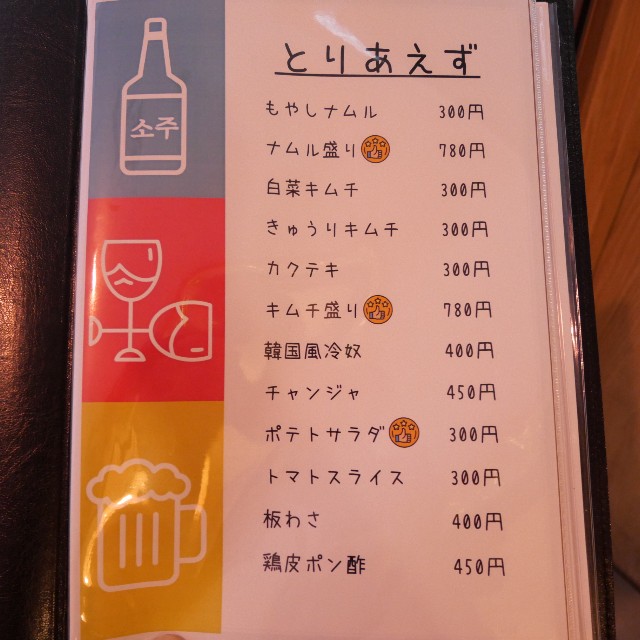 とりあえず
소주
もやしナムル 300円
ナムル盛り 780円
白菜キムチ 300円
きゅうりキムチ 300円
カクテキ 300円
キムチ盛り 780円
韓国風冷奴 400円
チャンジャ 450円
ポテトサラダ 300円
トマトスライス 300円
板わさ 400円
鶏皮ポン酢 450円